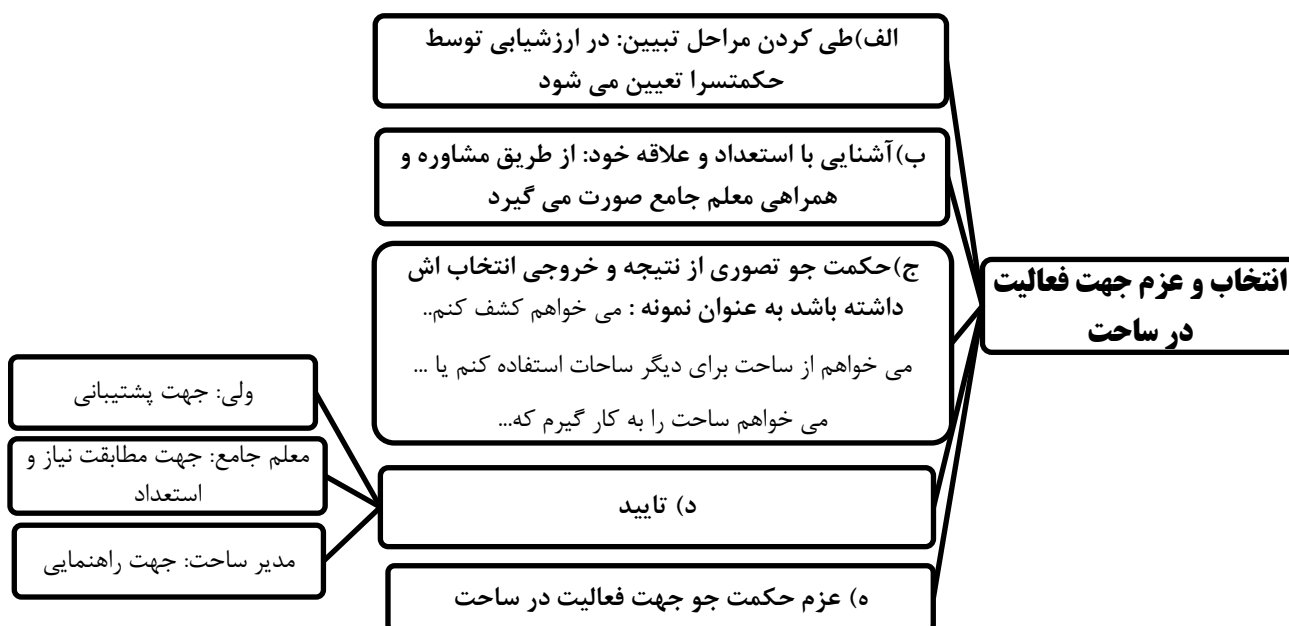 انتخاب و عزم جهت فعالیت
در ساحت
الف)طی کردن مراحل تبیین: در ارزشیابی توسط
حکمتسرا تعیین می شود
ب)آشنایی با استعداد و علاقه خود: از طریق مشاوره و
همراهی معلم جامع صورت می گیرد
ج)حکمت جو تصوری از نتیجه و خروجی انتخاب اش
داشته باشد به عنوان نمونه : می خواهم کشف کنم..
می خواهم از ساحت برای دیگر ساحات استفاده کنم یا ...
می خواهم ساحت را به کار گیرم که...
د) تایید
ولی: جهت پشتیبانی
معلم جامع: جهت مطابقت نیاز و
استعداد
مدیر ساحت: جهت راهنمایی
ه) عزم حکمت جو جهت فعالیت در ساحت